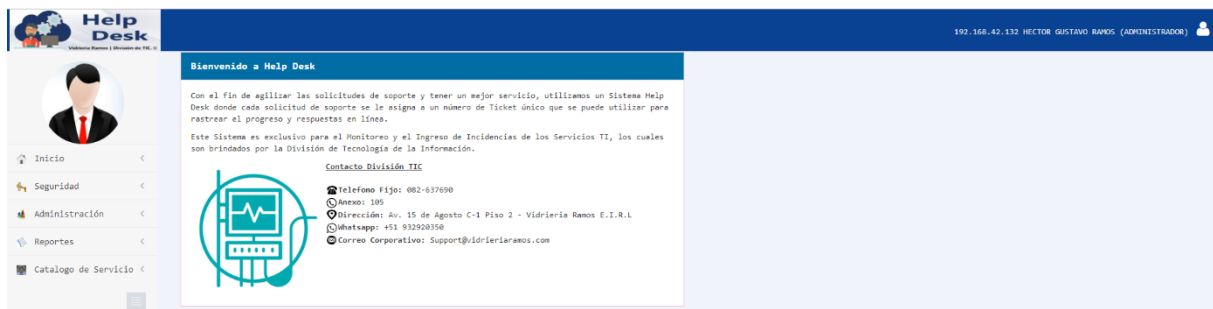 Help
Desk
Vidrieria Ramos | División de TIC. ©
192.168.42.132 HECTOR GUSTAVO RAMOS (ADMINISTRADOR)
Inicio
Seguridad
Administración
Reportes
Catalogo de Servicio
Bienvenido a Help Desk
Con el fin de agilizar las solicitudes de soporte y tener un mejor servicio, utilizamos un Sistema Help
Desk donde cada solicitud de soporte se le asigna a un número de Ticket único que se puede utilizar para
rastrear el progreso y respuestas en línea.
Este Sistema es exclusivo para el Monitoreo y el Ingreso de Incidencias de los Servicios TI, los cuales
son brindados por la División de Tecnología de la Información.
Contacto División TIC
Telefono Fijo: 082-637690
Anexo: 105
Dirección: Av. 15 de Agosto C-1 Piso 2 - Vidrieria Ramos E.I.R.L
Whatsapp: +51 932920350
Correo Corporativo: Support@vidrieriaramos.com